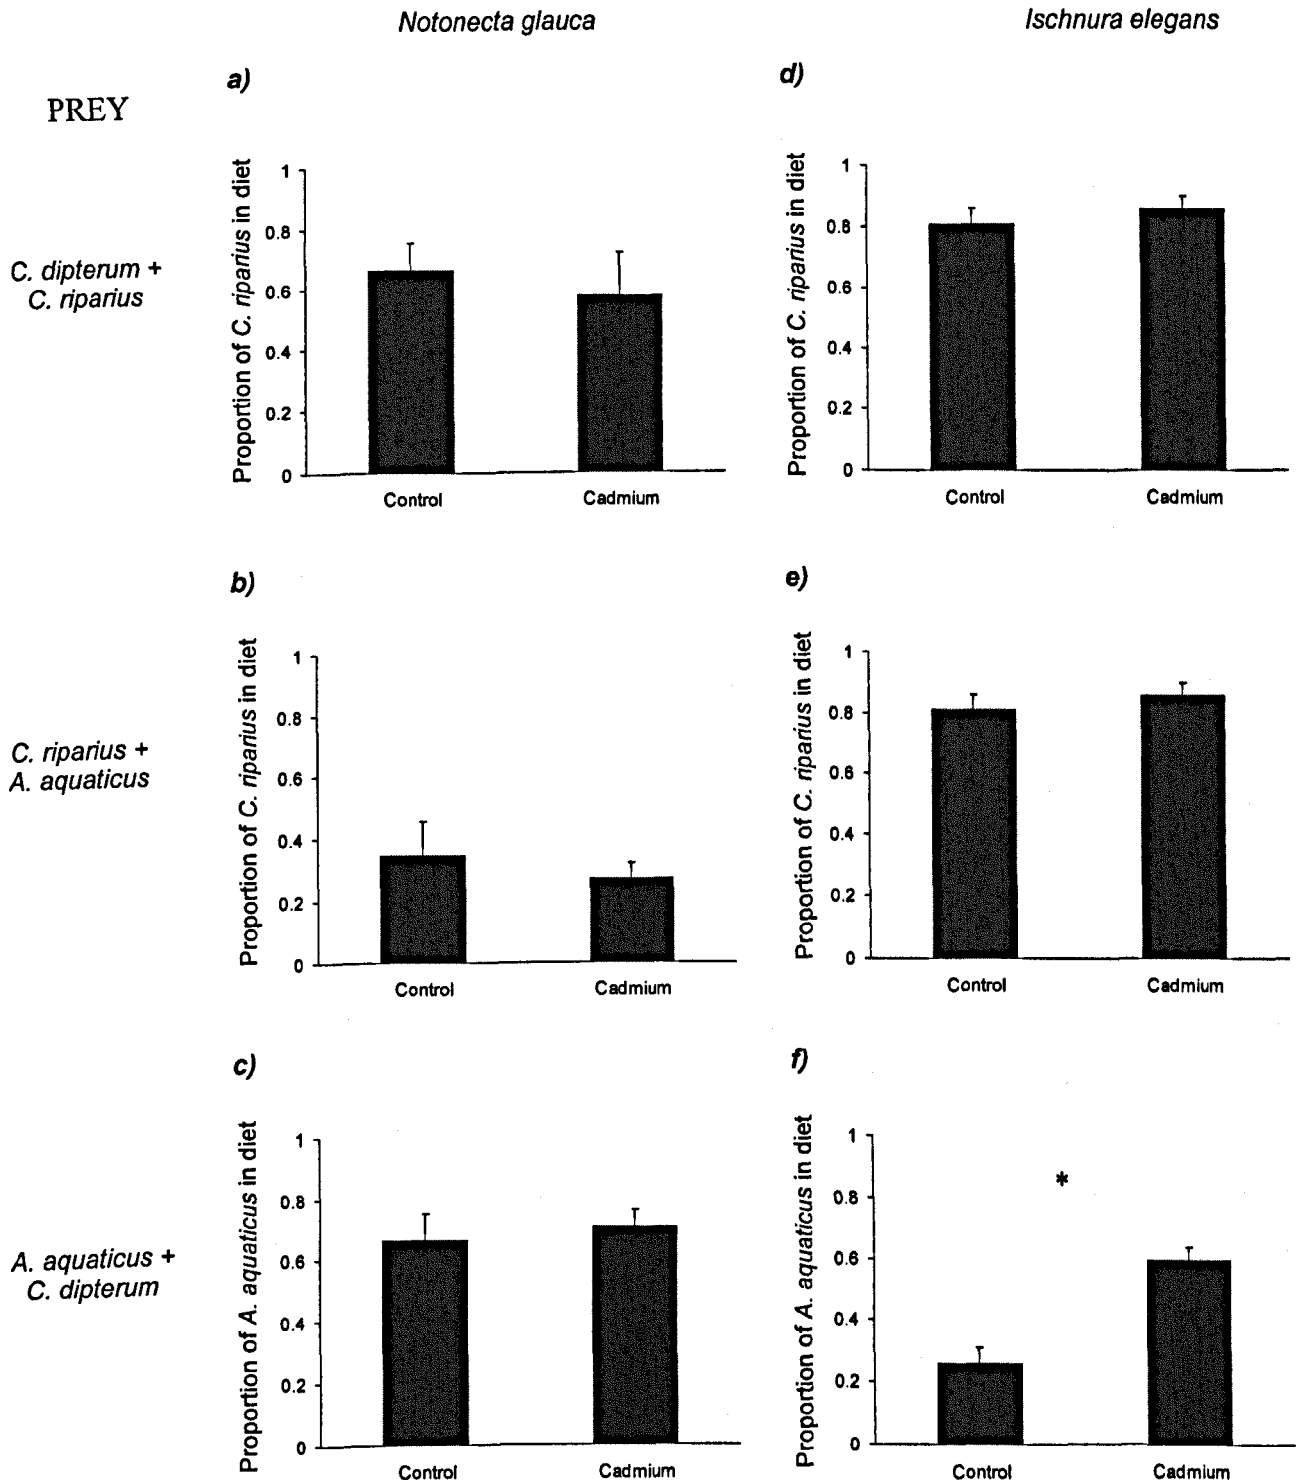 Notonecta glauca
Ischnura elegans
PREY
a)
d)
C. dipterum +
C. riparius
Proportion of C. riparius in diet
1
0.8
0.6
0.4
0.2
0
Control
Cadmium
Proportion of C. riparius in diet
1
0.8
0.6
0.4
0.2
0
Control
Cadmium
b)
e)
C. riparius +
A. aquaticus
Proportion of C. riparius in diet
1
0.8
0.6
0.4
0.2
0
Control
Cadmium
Proportion of C. riparius in diet
1
0.8
0.6
0.4
0.2
0
Control
Cadmium
c)
f)
A. aquaticus +
C. dipterum
Proportion of A. aquaticus in diet
1
0.8
0.6
0.4
0.2
0
Control
Cadmium
Proportion of A. aquaticus in diet
1
0.8
0.6
0.4
0.2
0
*
Control
Cadmium